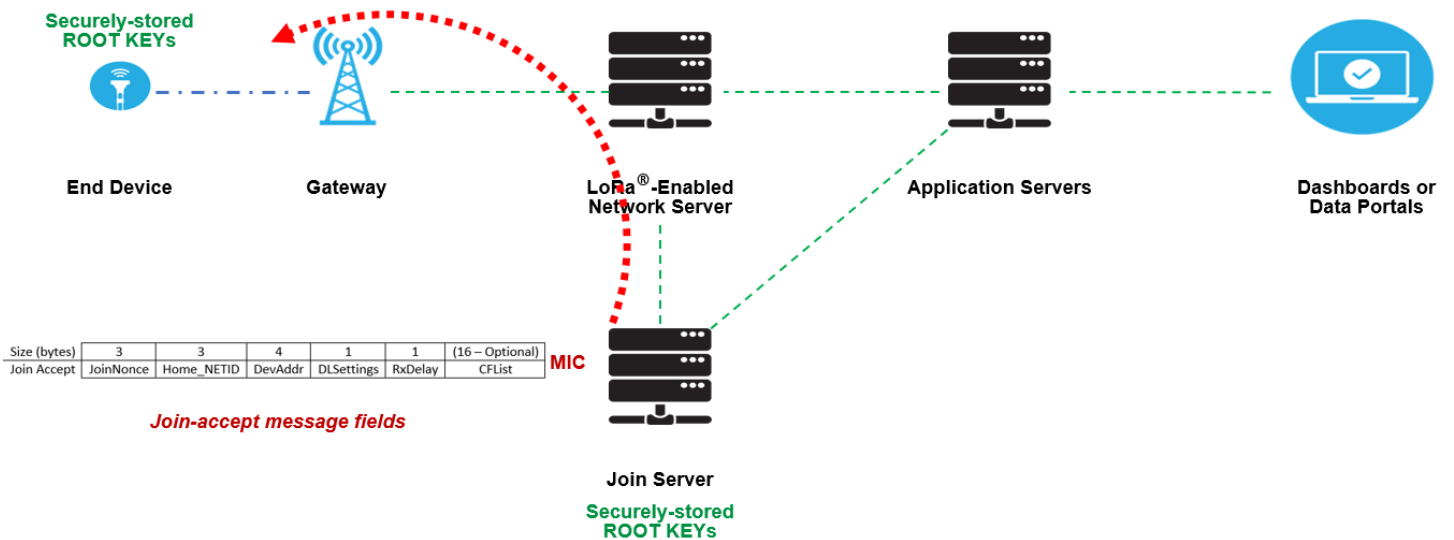 Securely-stored
ROOT KEYs
End Device
Gateway
LoRa®-Enabled
Network Server
Application Servers
Dashboards or
Data Portals
Size (bytes) 3 3 4 1 1 (16 – Optional)
Join Accept JoinNonce Home_NETID DevAddr DLSettings RxDelay CFList
MIC
Join-accept message fields
Join Server
Securely-stored
ROOT KEYs